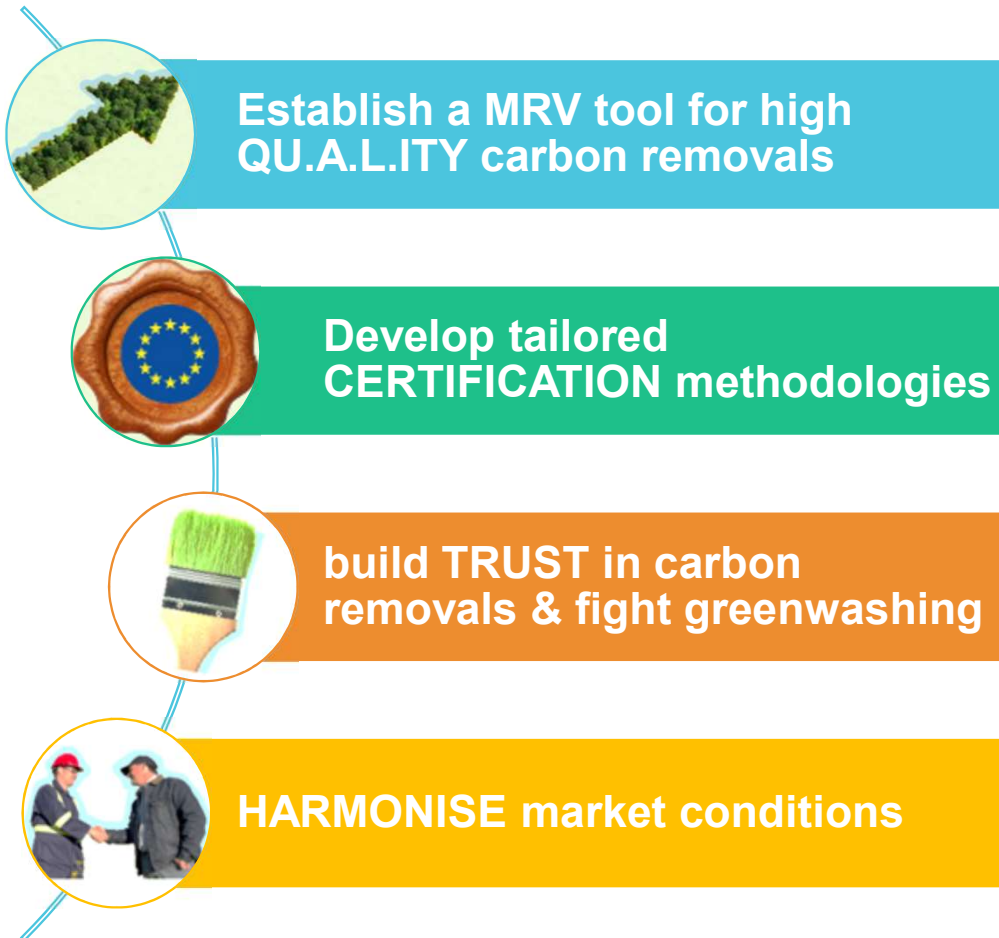 Establish a MRV tool for high
QU.A.L.ITY carbon removals
Develop tailored
CERTIFICATION methodologies
build TRUST in carbon
removals & fight greenwashing
HARMONISE market conditions